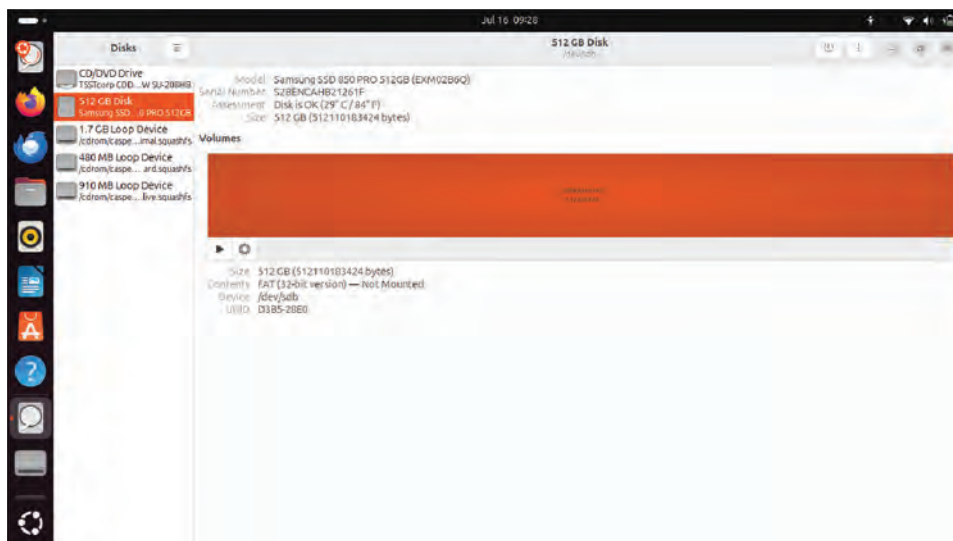 Jul 16 09:28
Disks
512 GB Disk
/dev/sdb
CD/DVD Drive
TSSTcorp CDD...W SU-208HB
512 GB Disk
Samsung SSD ...0 PRO 512GB
1.7 GB Loop Device
/cdrom/caspe...imal.squashfs
480 MB Loop Device
/cdrom/caspe... ard.squashfs
910 MB Loop Device
/cdrom/caspe... live.squashfs
Model Samsung SSD 850 PRO 512GB (EXM02B6Q)
Serial Number S2BENCAHB21261F
Assessment Disk is OK (29° C / 84° F)
Size 512 GB (512110183424 bytes)
Volumes
Size 512 GB (512110183424 bytes)
Contents FAT (32-bit version) — Not Mounted
Device /dev/sdb
UUID D3B5-28E0